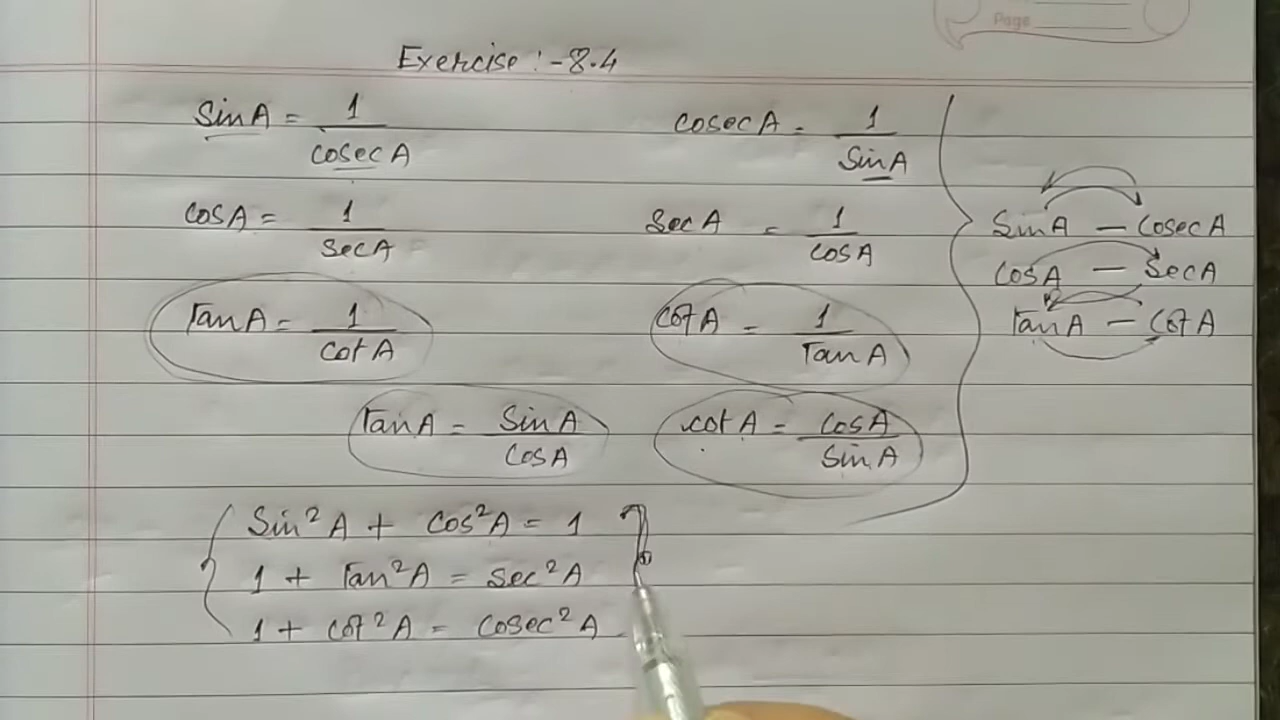 Page
Exercise :- 8.4
SinA = 1/cosecA
cosecA = 1/SinA
cosA = 1/secA
SecA = 1/cosA
TanA = 1/cotA
cotA = 1/TanA
TanA = SinA/cosA
cotA = cosA/SinA
SinA — CosecA
CosA — SecA
TanA — CotA
Sin²A + Cos²A = 1
1 + Tan²A = Sec²A
1 + Cot²A = Cosec²A